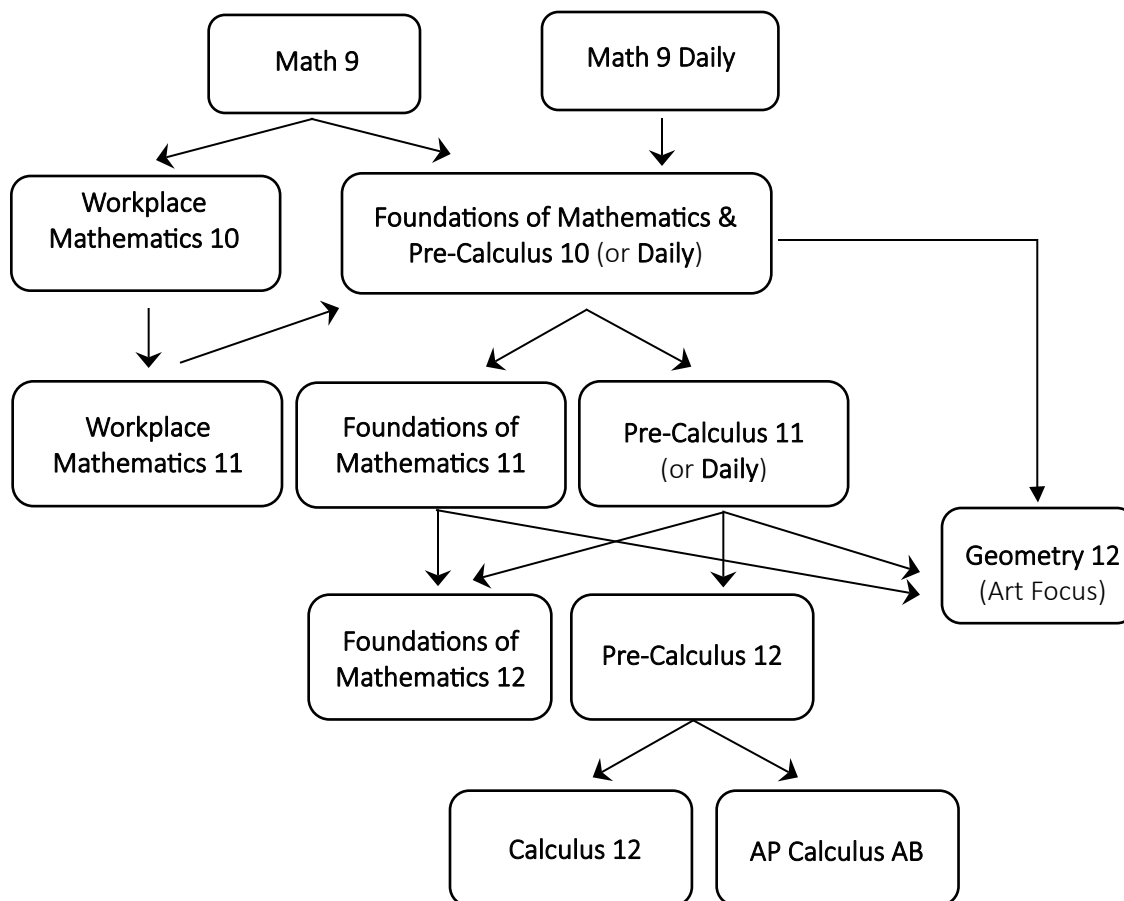 Math 9
Math 9 Daily
Workplace
Mathematics 10
Foundations of Mathematics &
Pre-Calculus 10 (or Daily)
Workplace
Mathematics 11
Foundations of
Mathematics 11
Pre-Calculus 11
(or Daily)
Geometry 12
(Art Focus)
Foundations of
Mathematics 12
Pre-Calculus 12
Calculus 12
AP Calculus AB